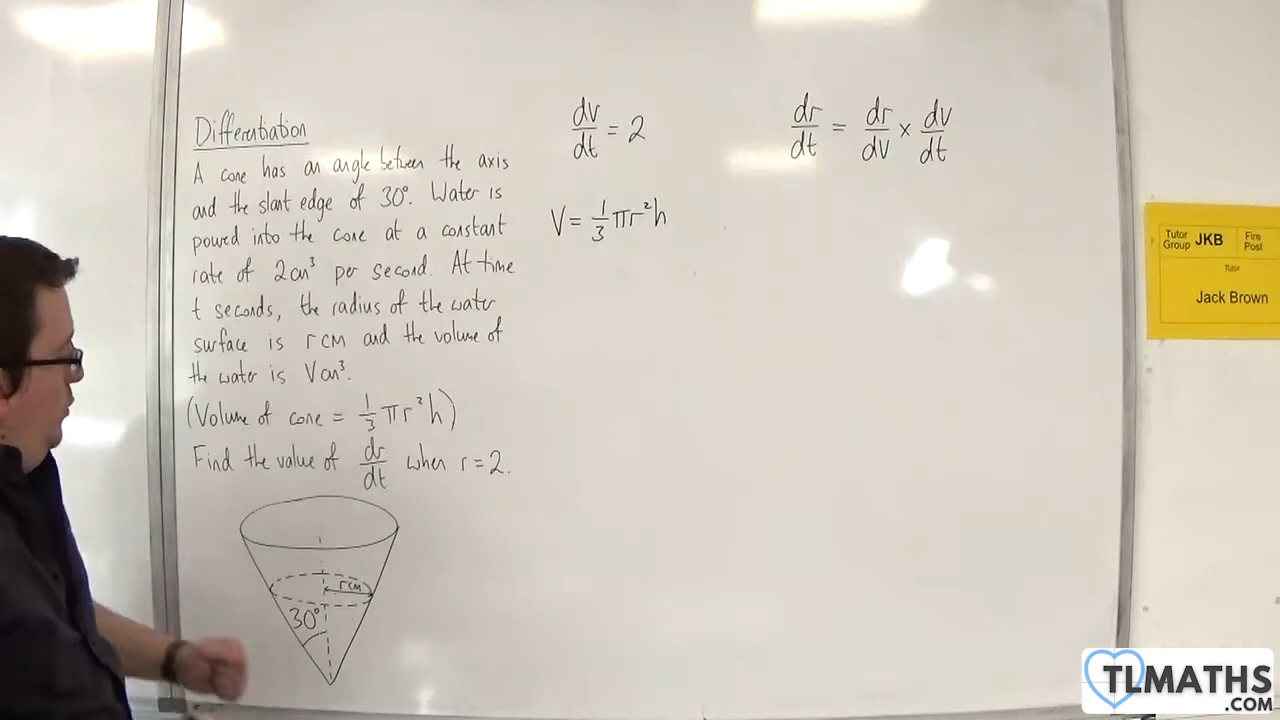 Differentiation
A cone has an angle between the axis
and the slant edge of 30°. Water is
poured into the cone at a constant
rate of 2cm³ per second. At time
t seconds, the radius of the water
surface is r cm and the volume of
the water is Vcm³.
(Volume of cone = 1/3 πr²h)
Find the value of dr/dt when r = 2.
r cm
30°
dv/dt = 2
V = 1/3 πr²h
dr/dt = dr/dv × dv/dt
Tutor Group JKB Fire Post
Tutor
Jack Brown
TLMATHS
.COM